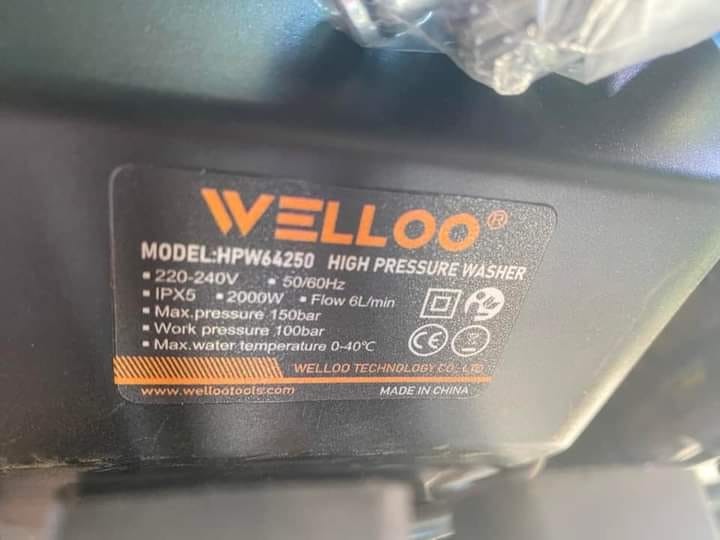 WELLOO®
MODEL:HPW64250 HIGH PRESSURE WASHER
▪ 220-240V ▪ 50/60Hz
▪ IPX5 ▪ 2000W ▪ Flow 6L/min
▪ Max.pressure 150bar
▪ Work pressure 100bar
▪ Max.water temperature 0-40℃
CE
WELLOO TECHNOLOGY CO., LTD
www.wellootools.com MADE IN CHINA